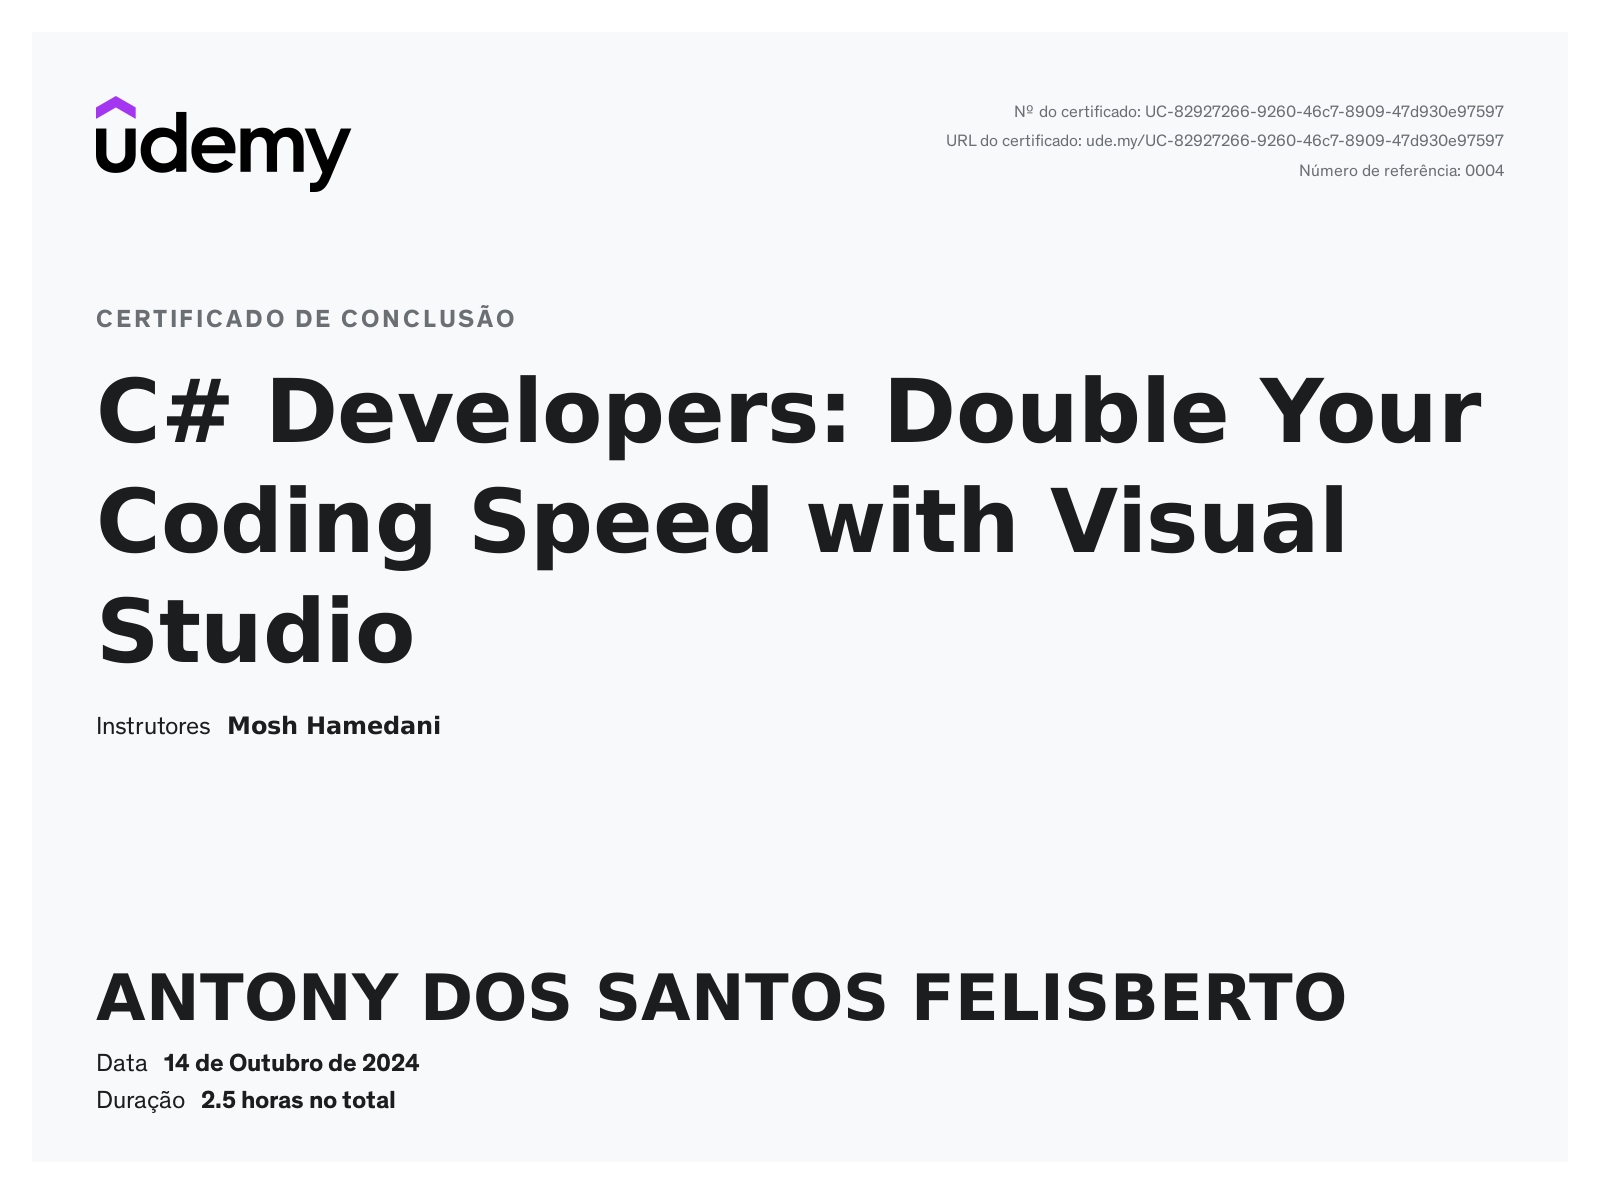 udemy
Nº do certificado: UC-82927266-9260-46c7-8909-47d930e97597
URL do certificado: ude.my/UC-82927266-9260-46c7-8909-47d930e97597
Número de referência: 0004
CERTIFICADO DE CONCLUSÃO
C# Developers: Double Your
Coding Speed with Visual
Studio
Instrutores Mosh Hamedani
ANTONY DOS SANTOS FELISBERTO
Data 14 de Outubro de 2024
Duração 2.5 horas no total